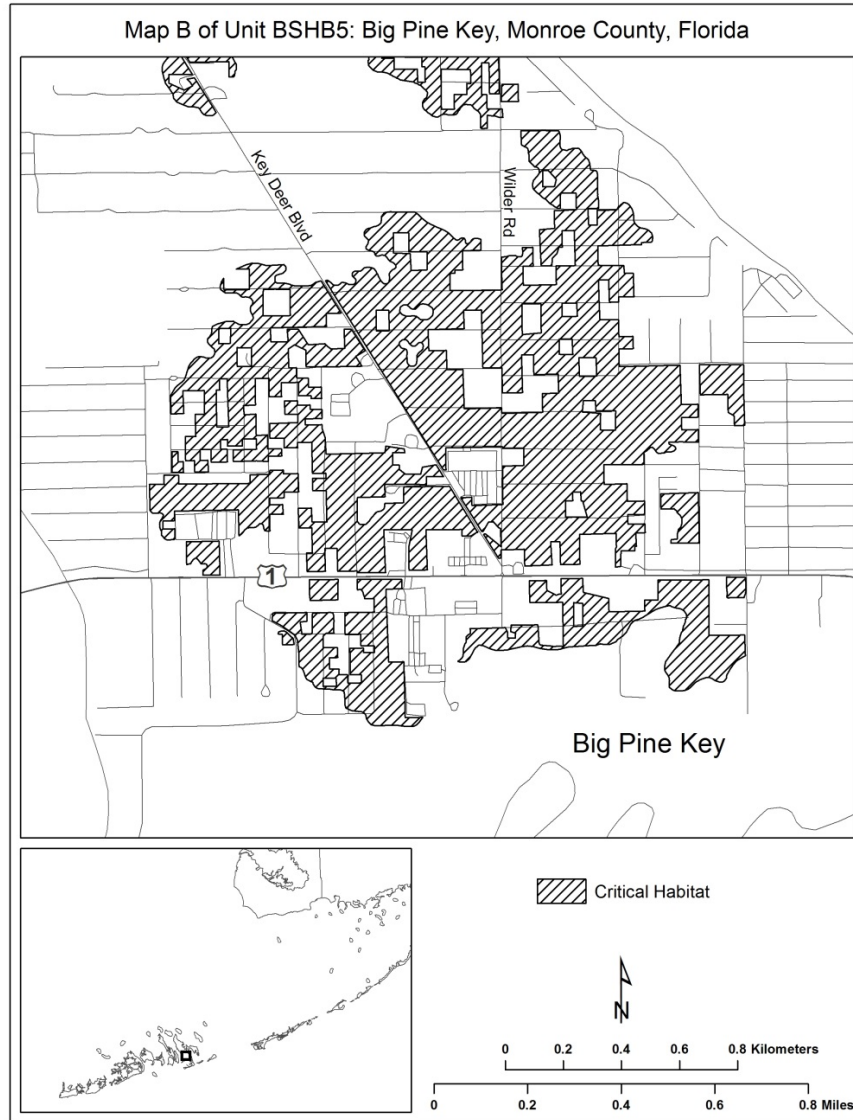 Map B of Unit BSHB5: Big Pine Key, Monroe County, Florida
Key Deer Blvd
Wilder Rd
1
Big Pine Key
Critical Habitat
N
0 0.2 0.4 0.6 0.8 Kilometers
0 0.2 0.4 0.6 0.8 Miles